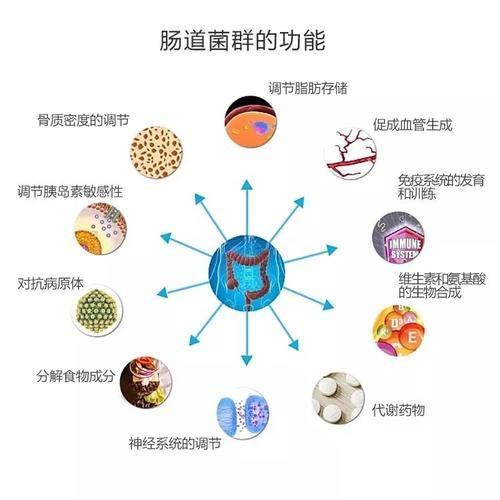 肠道菌群的功能
调节脂肪存储
骨质密度的调节
促成血管生成
调节胰岛素敏感性
免疫系统的发育
和训练
IMMUNE
SYSTEM
对抗病原体
维生素和氨基酸
的生物合成
K
D
A
B
E
分解食物成分
代谢药物
神经系统的调节